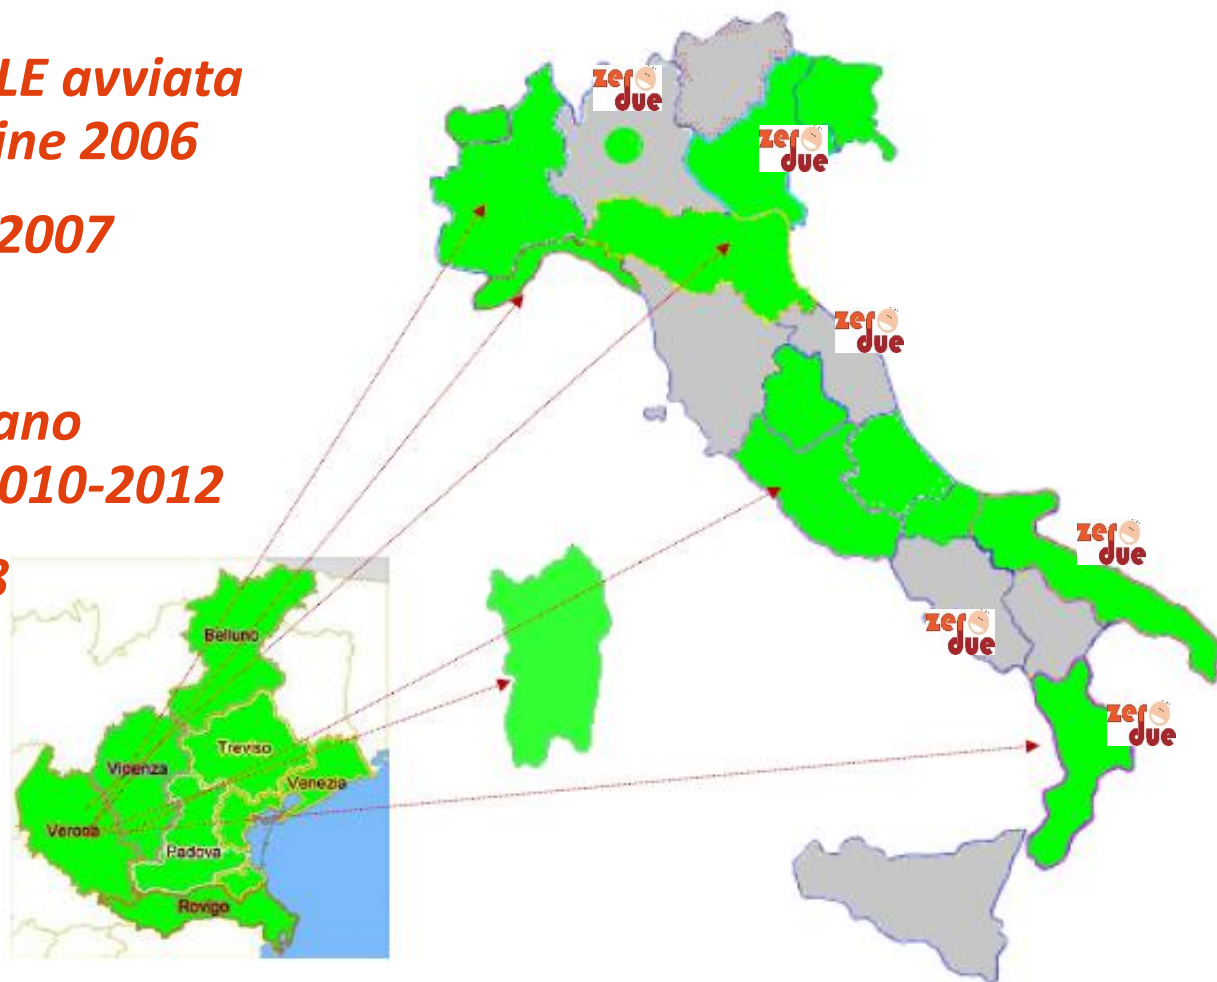 LE avviata
ine 2006
2007
ano
010-2012
3
zero
due
zero
due
zero
due
zero
due
zero
due
zero
due
Belluno
Treviso
Vicenza
Venezia
Verona
Padova
Rovigo